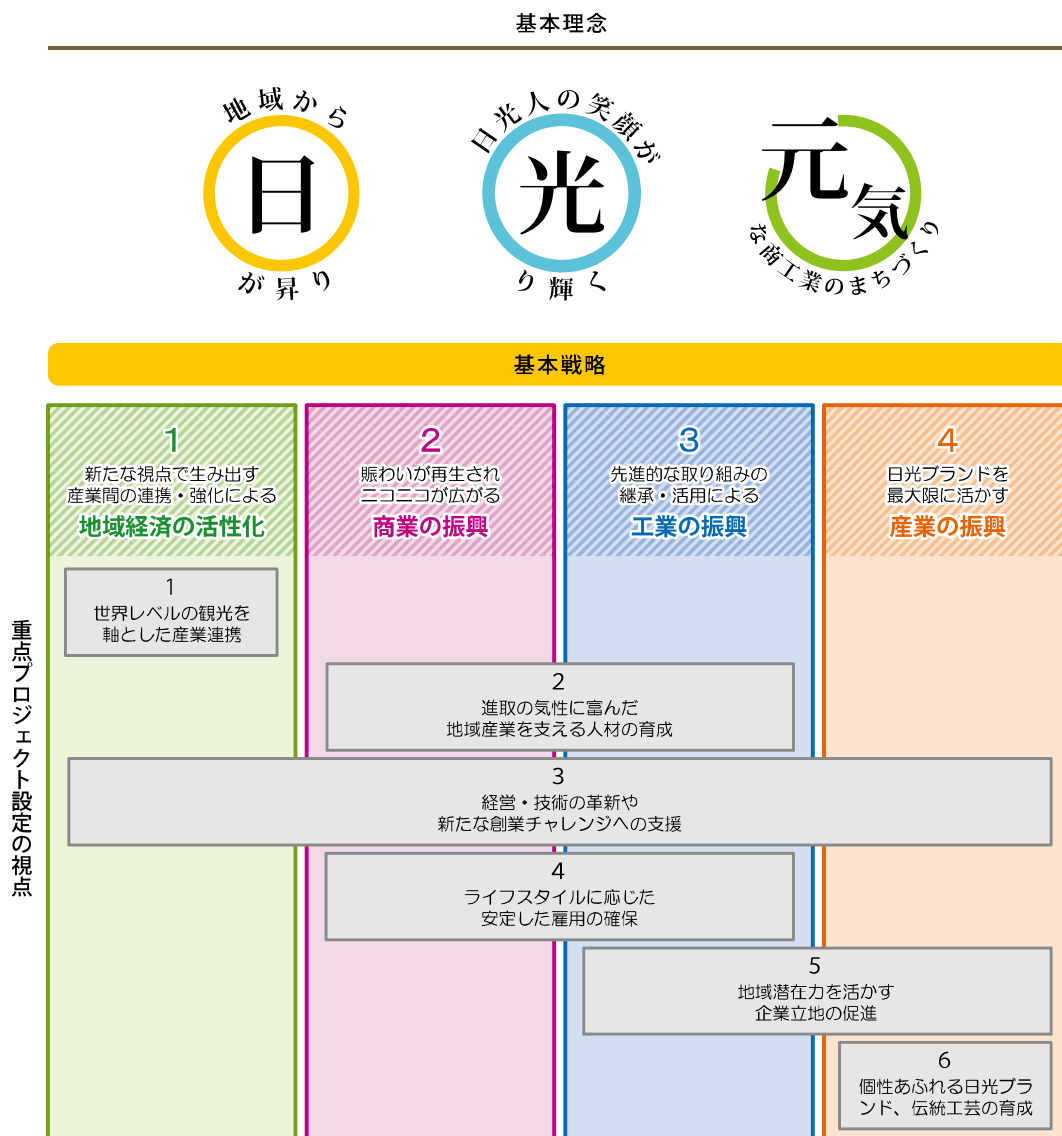 基本理念
地域から
日
が昇り
日光人の笑顔が
光
り輝く
元気
な商工業のまちづくり
基本戦略
1
新たな視点で生み出す
産業間の連携・強化による
地域経済の活性化
2
賑わいが再生され
ニコニコが広がる
商業の振興
3
先進的な取り組みの
継承・活用による
工業の振興
4
日光ブランドを
最大限に活かす
産業の振興
重点プロジェクト設定の視点
1
世界レベルの観光を
軸とした産業連携
2
進取の気性に富んだ
地域産業を支える人材の育成
3
経営・技術の革新や
新たな創業チャレンジへの支援
4
ライフスタイルに応じた
安定した雇用の確保
5
地域潜在力を活かす
企業立地の促進
6
個性あふれる日光ブラ
ンド、伝統工芸の育成